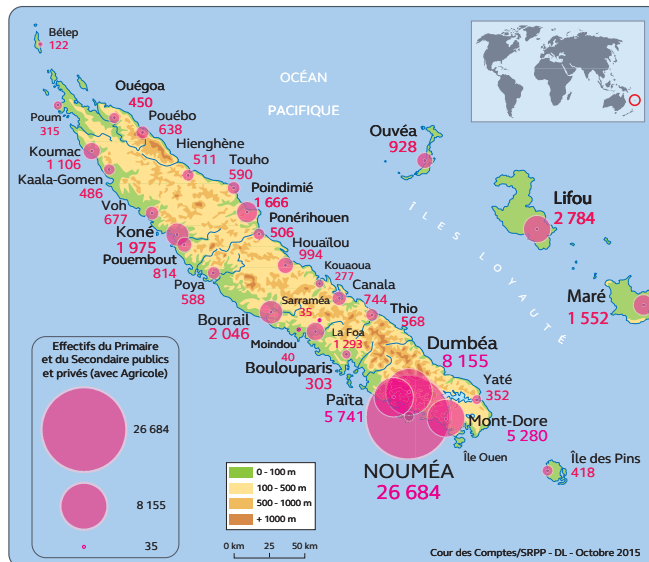 Bélep
122
OCÉAN
PACIFIQUE
Ouégoa
450
Poum
315
Pouébo
638
Ouvéa
928
Koumac
1 106
Hienghène
511
Kaala-Gomen
486
Touho
590
Lifou
2 784
Voh
677
Poindimié
1 666
ÎLES LOYAUTÉ
Koné
1 975
Ponérihouen
506
Pouembout
814
Houaïlou
994
Poya
588
Kouaoua
277
Maré
1 552
Canala
744
Sarraméa
35
Bourail
2 046
Thio
568
La Foa
1 293
Moindou
40
Dumbéa
8 155
Boulouparis
303
Yaté
352
Païta
5 741
Mont-Dore
5 280
Île Ouen
Île des Pins
418
NOUMÉA
26 684
Effectifs du Primaire
et du Secondaire publics
et privés (avec Agricole)
26 684
8 155
35
0 - 100 m
100 - 500 m
500 - 1000 m
+ 1000 m
0 km 25 50 km
Cour des Comptes/SRPP - DL - Octobre 2015